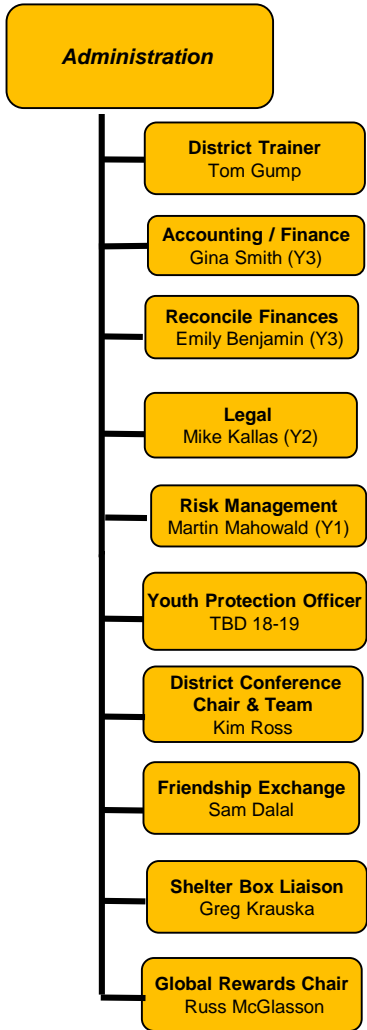 Administration
District Trainer
Tom Gump
Accounting / Finance
Gina Smith (Y3)
Reconcile Finances
Emily Benjamin (Y3)
Legal
Mike Kallas (Y2)
Risk Management
Martin Mahowald (Y1)
Youth Protection Officer
TBD 18-19
District Conference
Chair & Team
Kim Ross
Friendship Exchange
Sam Dalal
Shelter Box Liaison
Greg Krauska
Global Rewards Chair
Russ McGlasson